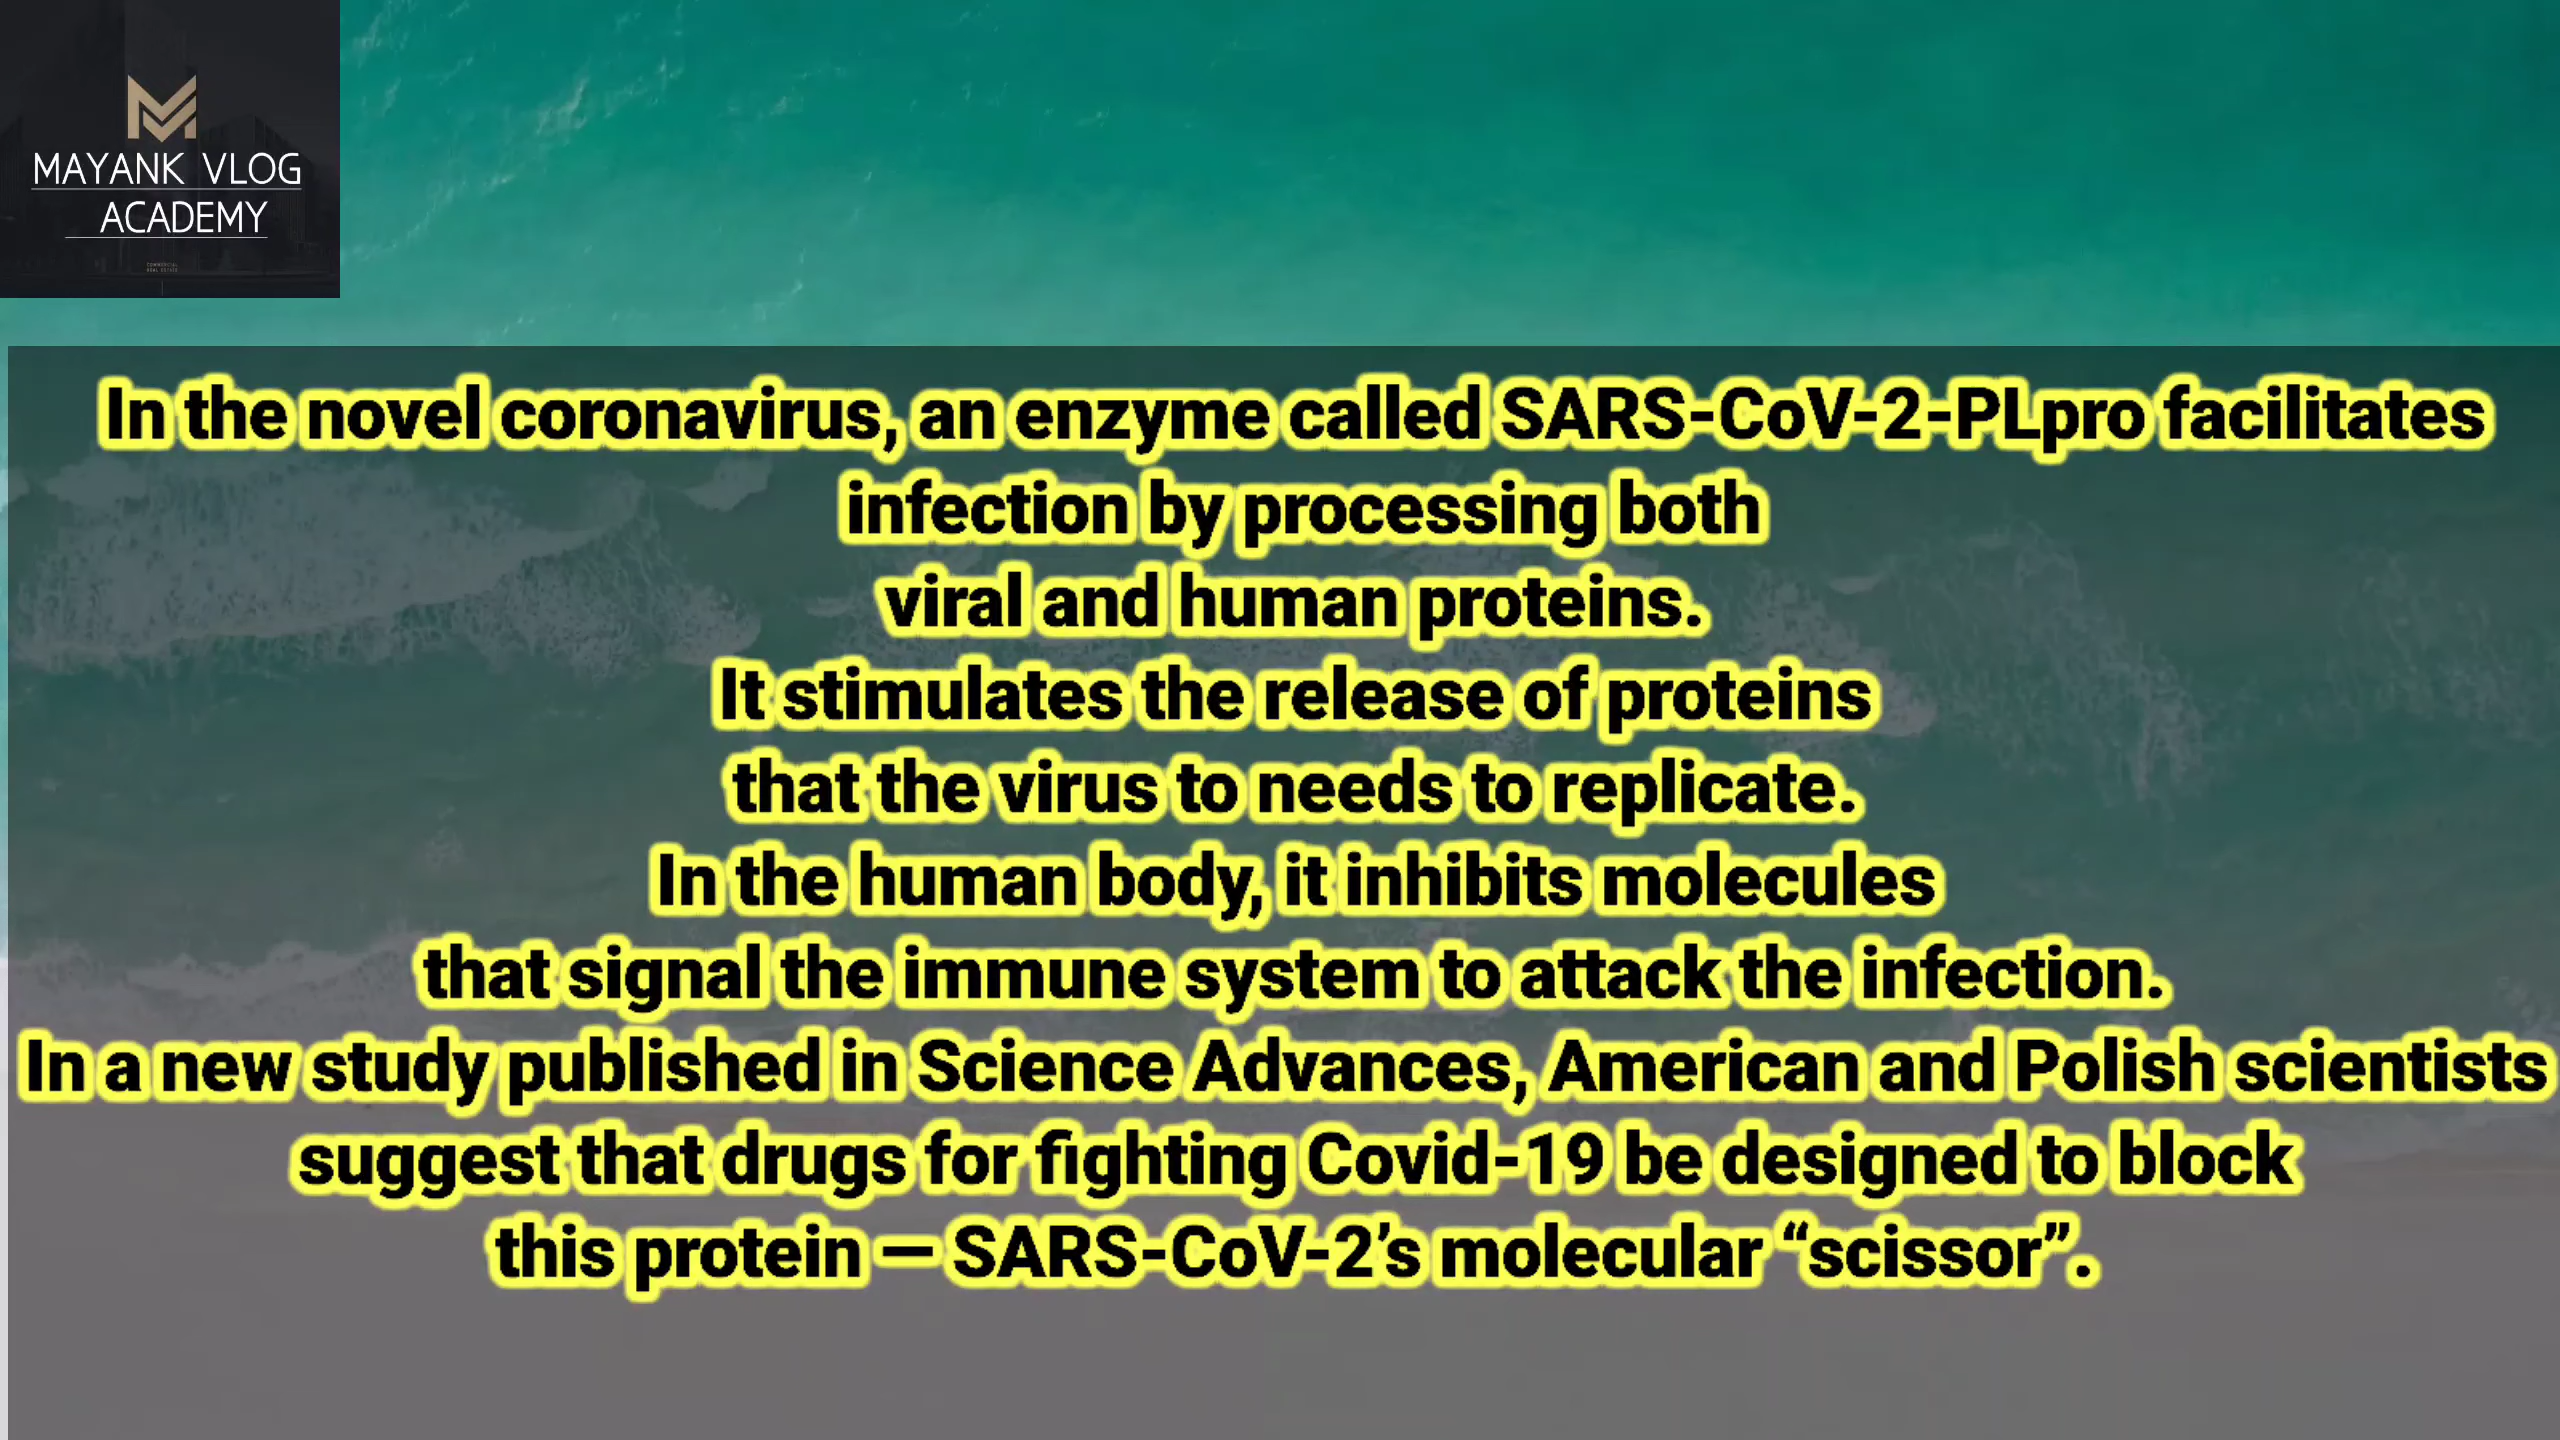 MAYANK VLOG
ACADEMY
COMMERCIAL
REAL ESTATE
In the novel coronavirus, an enzyme called SARS-CoV-2-PLpro facilitates
infection by processing both
viral and human proteins.
It stimulates the release of proteins
that the virus to needs to replicate.
In the human body, it inhibits molecules
that signal the immune system to attack the infection.
In a new study published in Science Advances, American and Polish scientists
suggest that drugs for fighting Covid-19 be designed to block
this protein — SARS-CoV-2’s molecular “scissor”.